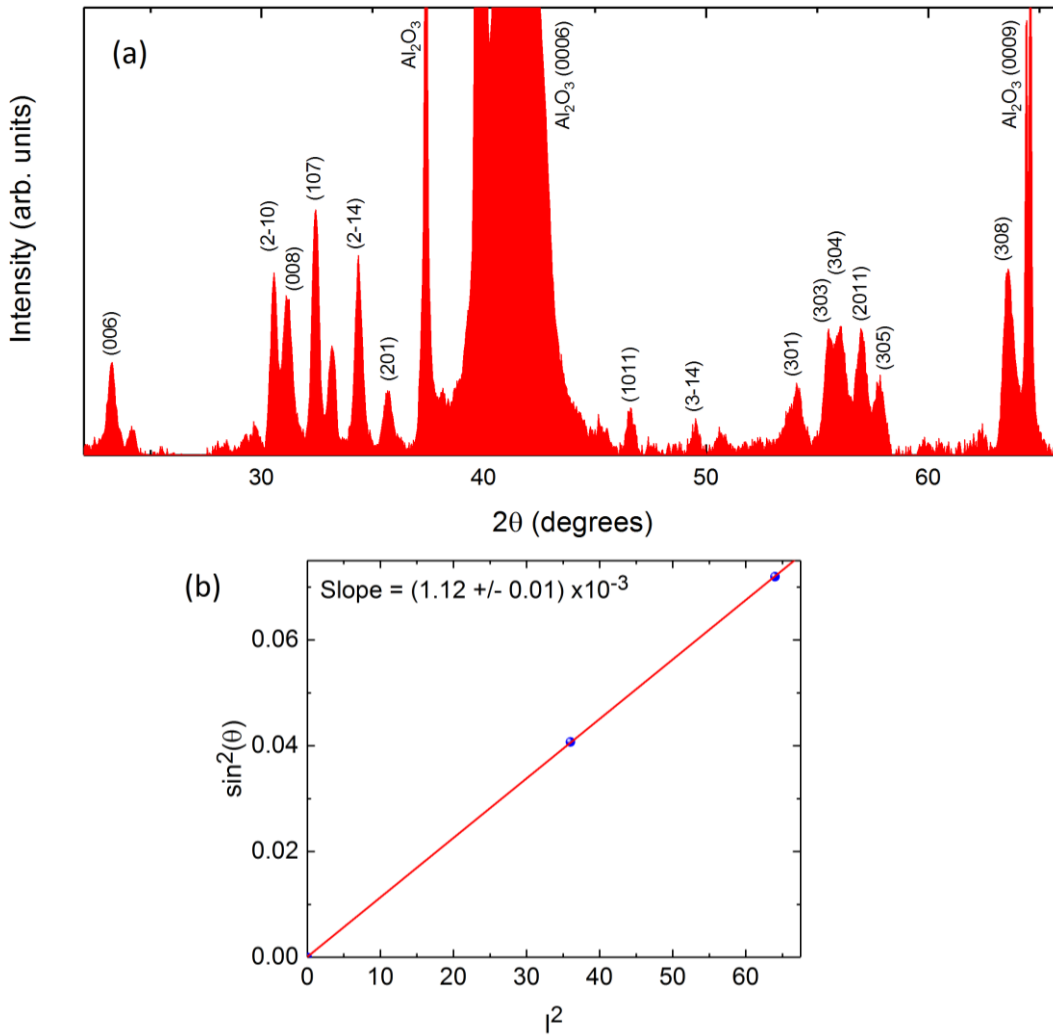 (a)
Intensity (arb. units)
(006)
(2-10)
(008)
(107)
(2-14)
(201)
Al2O3
Al2O3 (0006)
(1011)
(3-14)
(301)
(303)
(304)
(2011)
(305)
(308)
Al2O3 (0009)
30 40 50 60
2θ (degrees)
(b)
Slope = (1.12 +/- 0.01) x10-3
sin2(θ)
0.06
0.04
0.02
0.00
0 10 20 30 40 50 60
l2